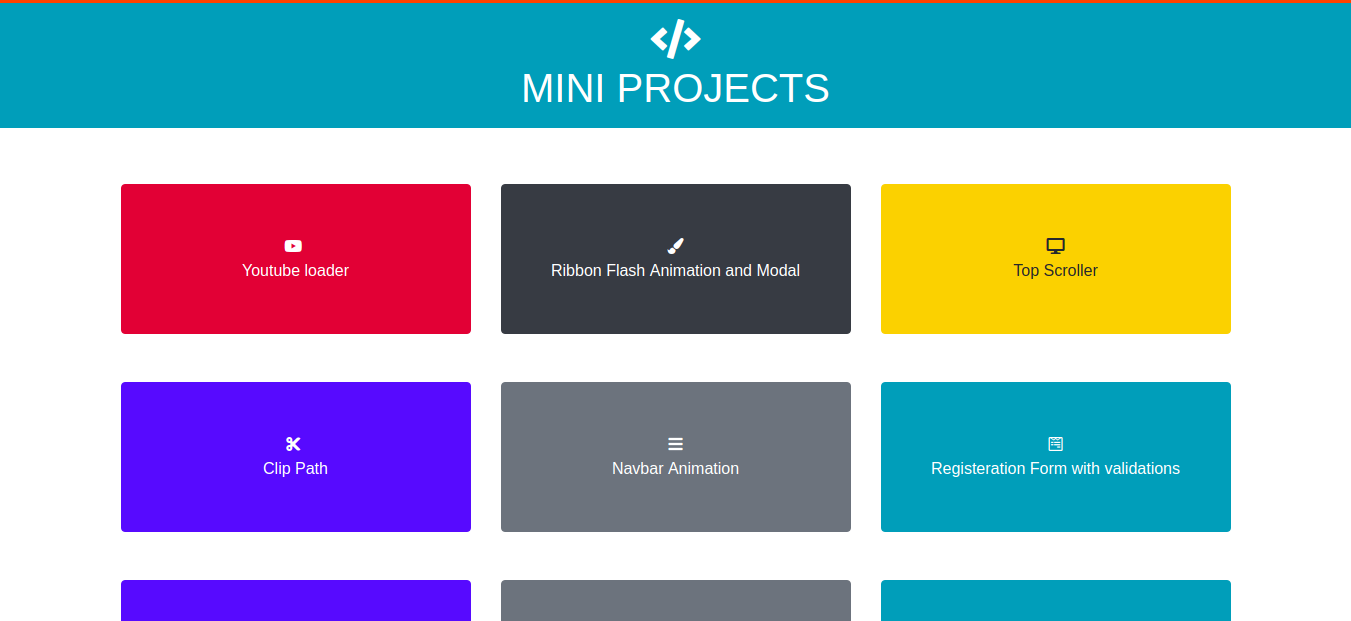 MINI PROJECTS
Youtube loader
Ribbon Flash Animation and Modal
Top Scroller
Clip Path
Navbar Animation
Registeration Form with validations